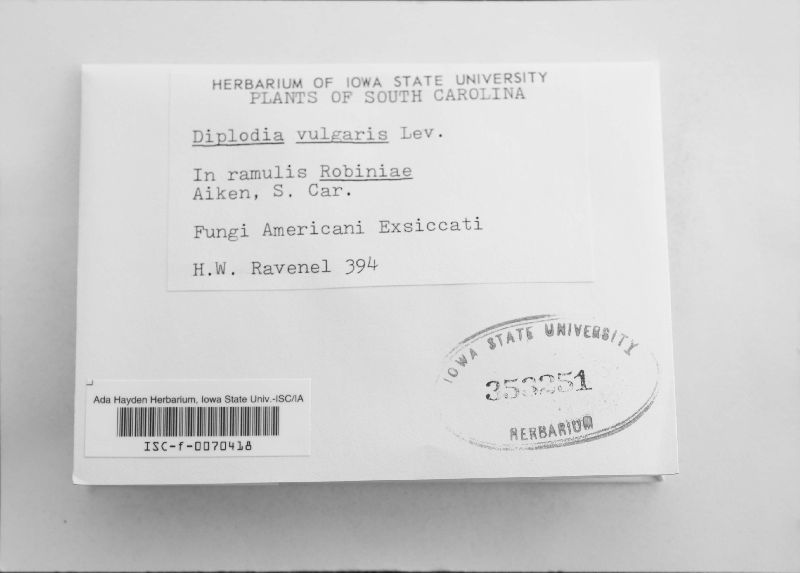 HERBARIUM OF IOWA STATE UNIVERSITY
PLANTS OF SOUTH CAROLINA
Diplodia vulgaris Lev.
In ramulis Robiniae
Aiken, S. Car.
Fungi Americani Exsiccati
H.W. Ravenel 394
IOWA STATE UNIVERSITY
353251
HERBARIUM
Ada Hayden Herbarium, Iowa State Univ.-ISC/IA
ISC-f-0070418